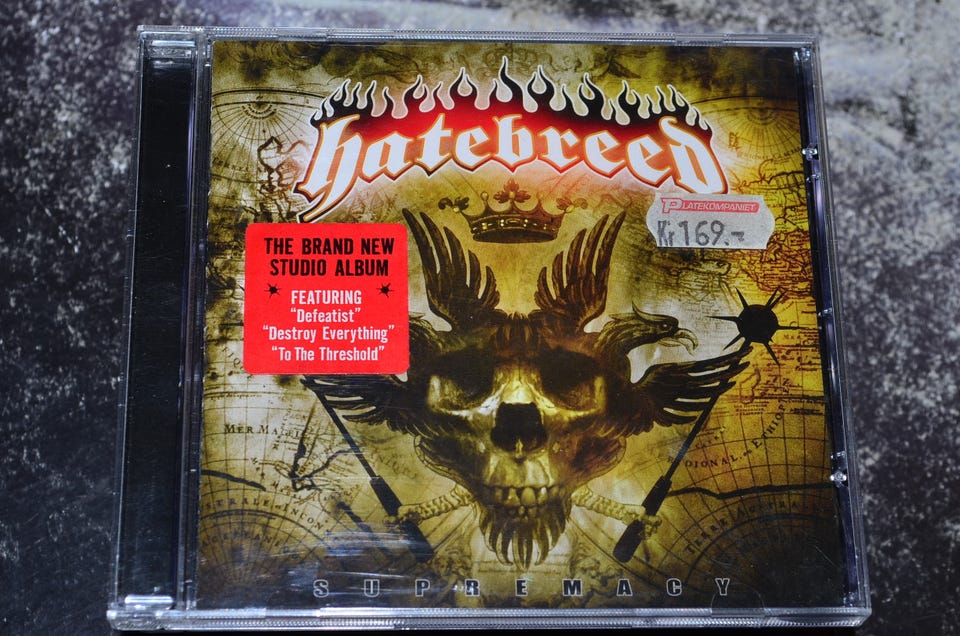 hatebreed
PLATEKOMPANIET
Kr 169.-
THE BRAND NEW
STUDIO ALBUM
FEATURING
"Defeatist"
"Destroy Everything"
"To The Threshold"
SUPREMACY